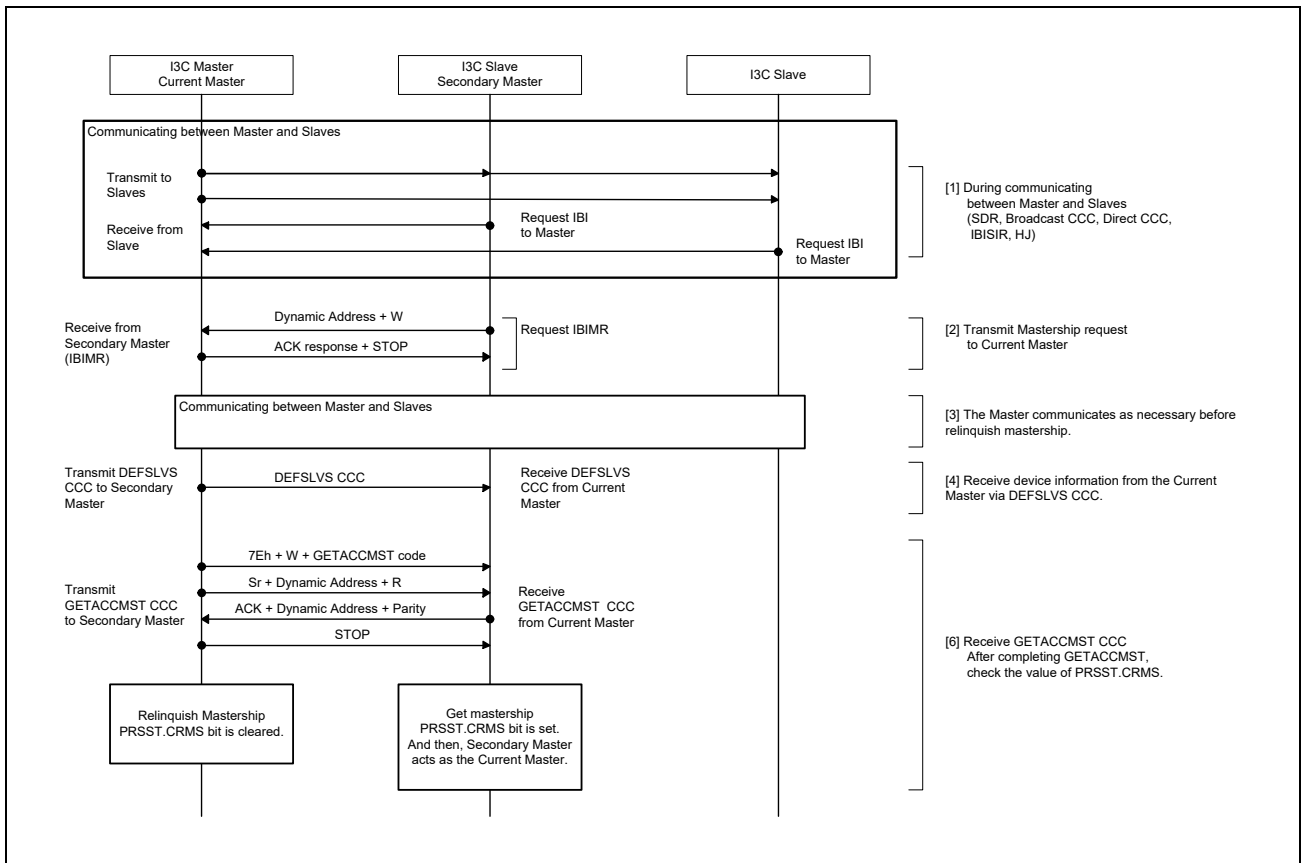 I3C Master
Current Master
I3C Slave
Secondary Master
I3C Slave
Communicating between Master and Slaves
Transmit to
Slaves
Receive from
Slave
Request IBI
to Master
Request IBI
to Master
[1] During communicating
between Master and Slaves
(SDR, Broadcast CCC, Direct CCC,
IBISIR, HJ)
Receive from
Secondary Master
(IBIMR)
Dynamic Address + W
ACK response + STOP
Request IBIMR
[2] Transmit Mastership request
to Current Master
Communicating between Master and Slaves
[3] The Master communicates as necessary before
relinquish mastership.
Transmit DEFSLVS
CCC to Secondary
Master
DEFSLVS CCC
Receive DEFSLVS
CCC from Current
Master
[4] Receive device information from the Current
Master via DEFSLVS CCC.
Transmit
GETACCMST CCC
to Secondary Master
7Eh + W + GETACCMST code
Sr + Dynamic Address + R
ACK + Dynamic Address + Parity
STOP
Receive
GETACCMST CCC
from Current Master
[6] Receive GETACCMST CCC
After completing GETACCMST,
check the value of PRSST.CRMS.
Relinquish Mastership
PRSST.CRMS bit is cleared.
Get mastership
PRSST.CRMS bit is set.
And then, Secondary Master
acts as the Current Master.